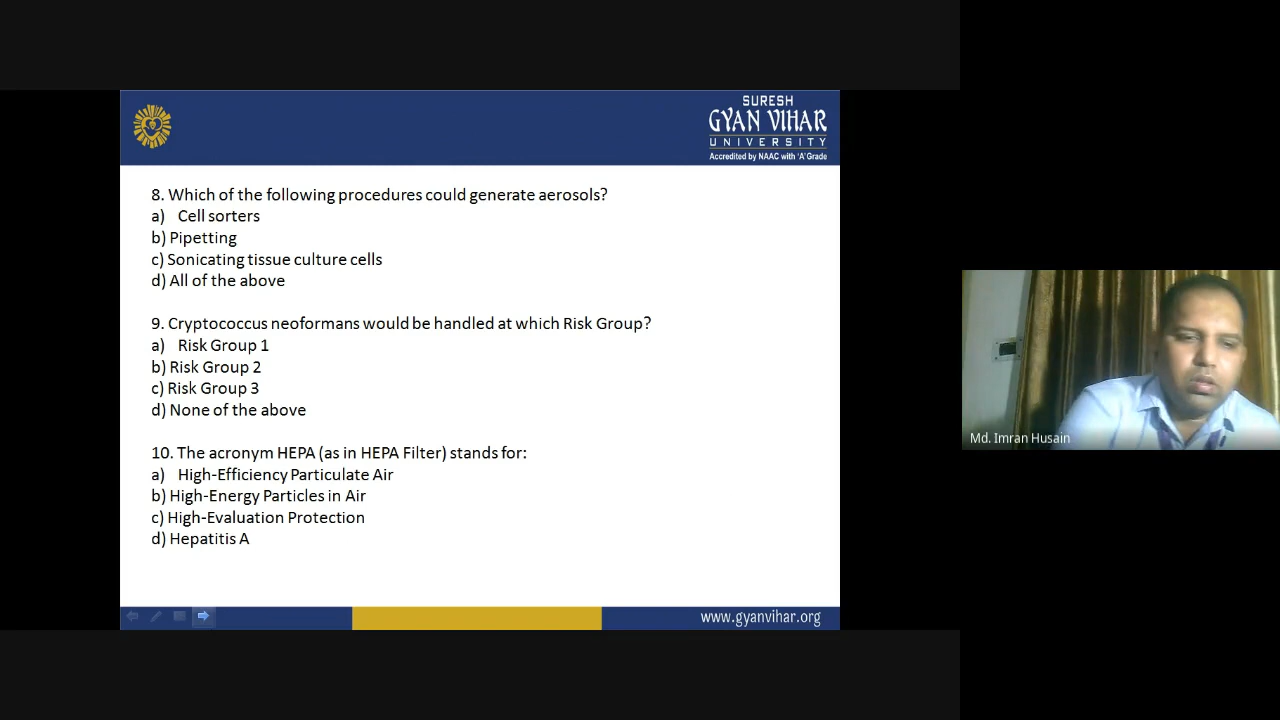 SURESH
GYAN VIHAR
UNIVERSITY
Accredited by NAAC with 'A' Grade
8. Which of the following procedures could generate aerosols?
a) Cell sorters
b) Pipetting
c) Sonicating tissue culture cells
d) All of the above
9. Cryptococcus neoformans would be handled at which Risk Group?
a) Risk Group 1
b) Risk Group 2
c) Risk Group 3
d) None of the above
10. The acronym HEPA (as in HEPA Filter) stands for:
a) High-Efficiency Particulate Air
b) High-Energy Particles in Air
c) High-Evaluation Protection
d) Hepatitis A
www.gyanvihar.org
Md. Imran Husain